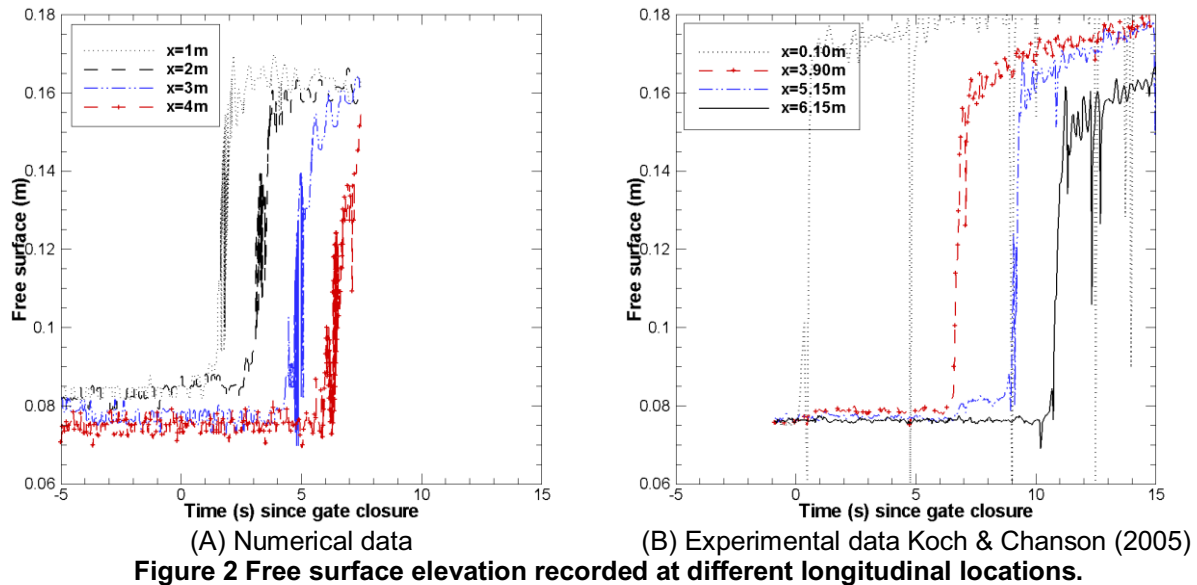 0.18
0.16
0.14
0.12
0.1
0.08
0.06
Free surface (m)
x=1m
x=2m
x=3m
x=4m
-5
0
5
10
15
Time (s) since gate closure
(A) Numerical data
0.18
0.16
0.14
0.12
0.1
0.08
0.06
Free surface (m)
x=0.10m
x=3.90m
x=5.15m
x=6.15m
-5
0
5
10
15
Time (s) since gate closure
(B) Experimental data Koch & Chanson (2005)
Figure 2 Free surface elevation recorded at different longitudinal locations.